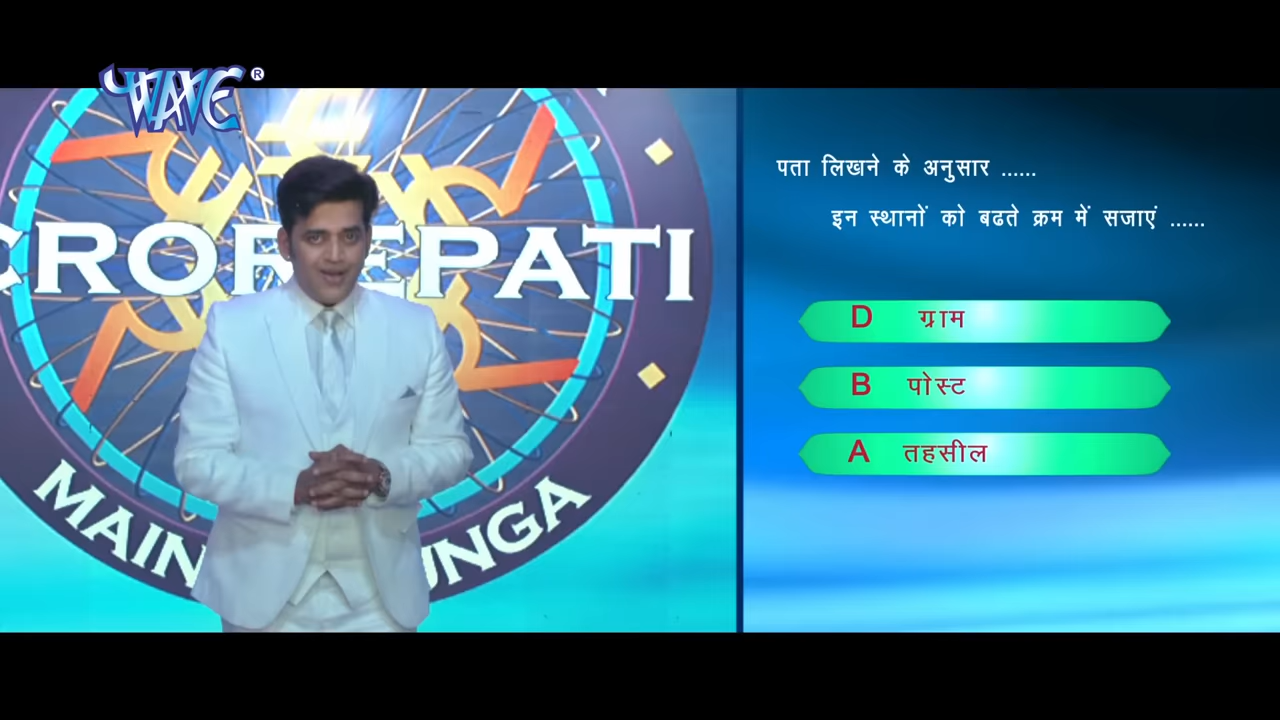 WAVE ®
CROREPATI
MAIN
UNGA
पता लिखने के अनुसार ......
इन स्थानों को बढते क्रम में सजाएं ......
D ग्राम
B पोस्ट
A तहसील